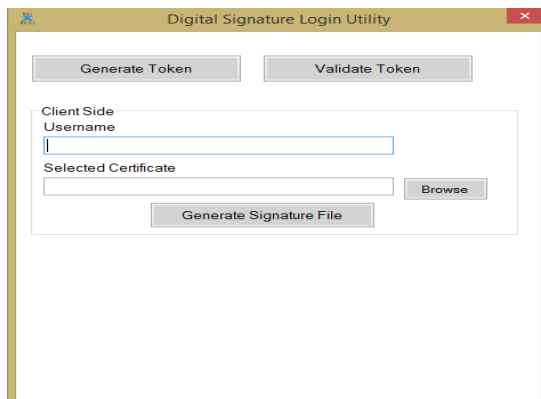 Digital Signature Login Utility
Generate Token
Validate Token
Client Side
Username
Selected Certificate
Browse
Generate Signature File